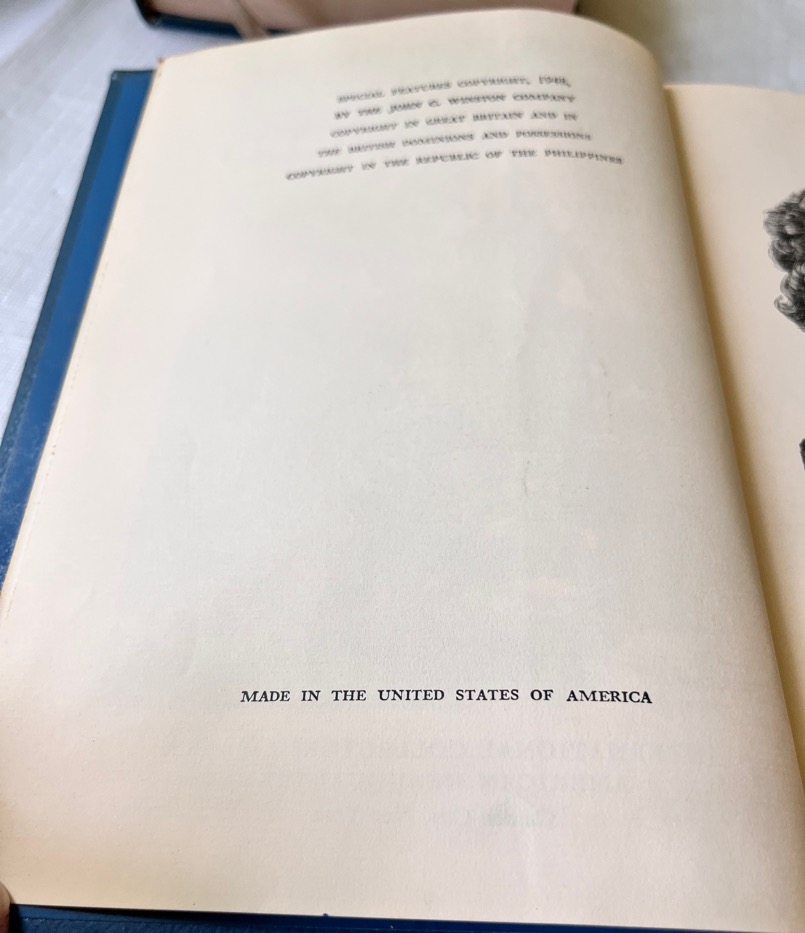 SPECIAL FEATURES COPYRIGHT,
BY THE JOHN C. WINSTON COMPANY
COPYRIGHT IN GREAT BRITAIN AND IN
THE BRITISH DOMINIONS AND POSSESSIONS
COPYRIGHT IN THE REPUBLIC OF THE PHILIPPINES
MADE IN THE UNITED STATES OF AMERICA